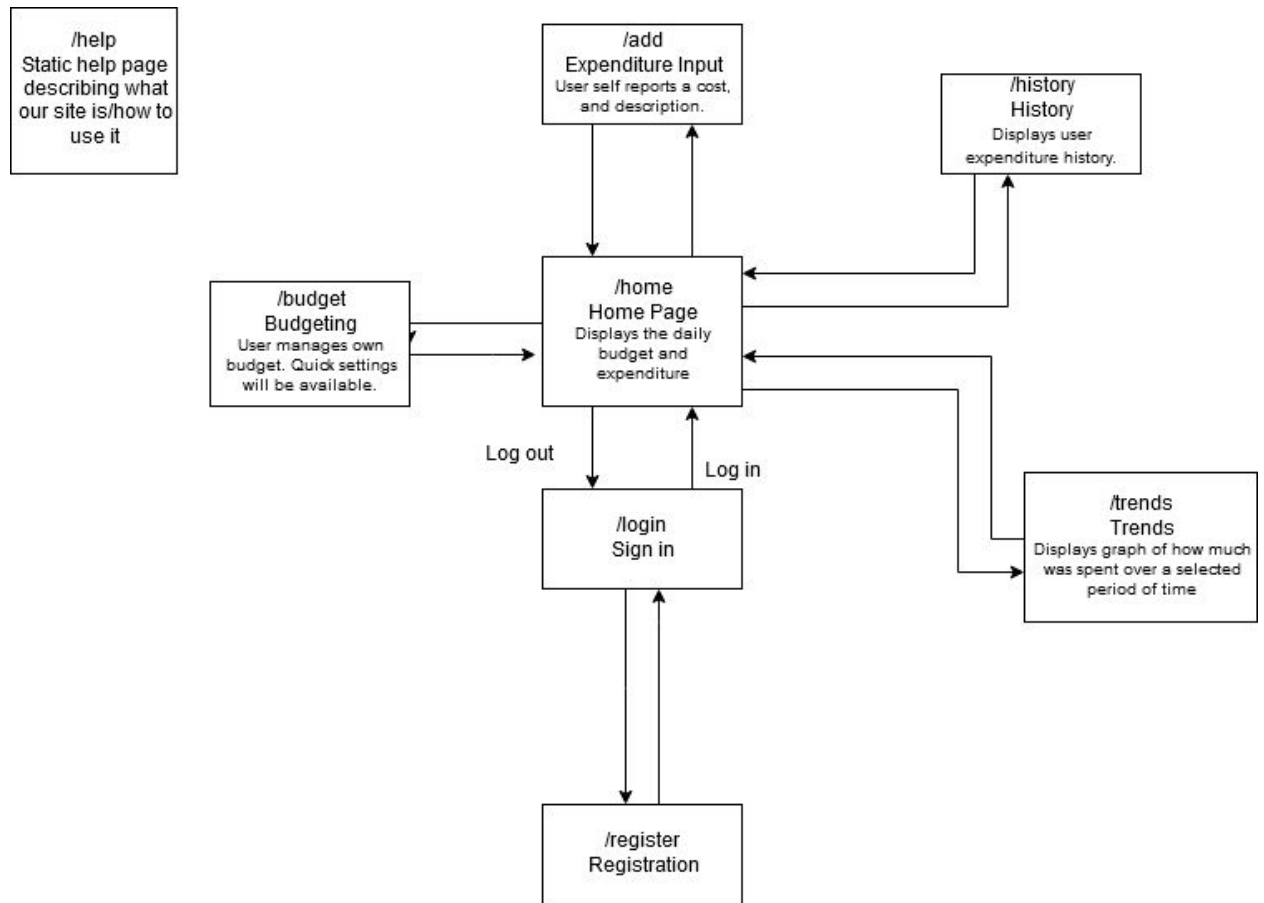 /help
Static help page
describing what
our site is/how to
use it
/add
Expenditure Input
User self reports a cost,
and description.
/history
History
Displays user
expenditure history.
/budget
Budgeting
User manages own
budget. Quick settings
will be available.
/home
Home Page
Displays the daily
budget and
expenditure
Log out
Log in
/login
Sign in
/trends
Trends
Displays graph of how much
was spent over a selected
period of time
/register
Registration